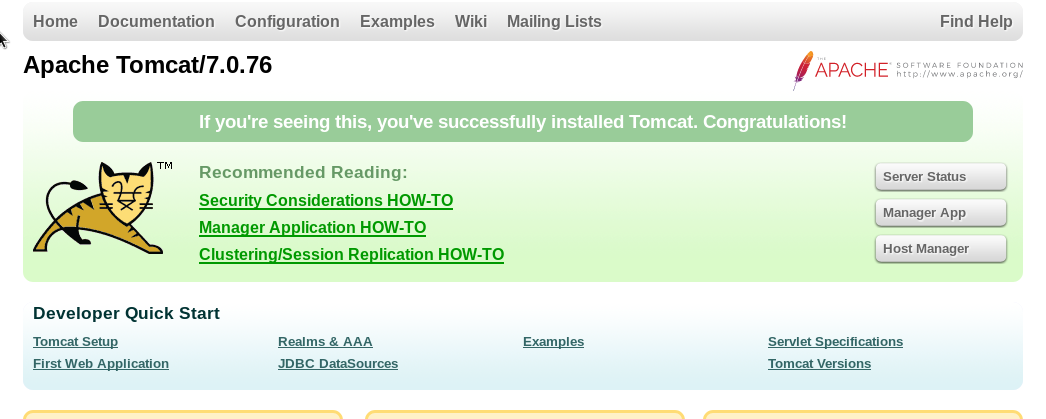 Home Documentation Configuration Examples Wiki Mailing Lists Find Help
Apache Tomcat/7.0.76
THE APACHE SOFTWARE FOUNDATION
http://www.apache.org/
If you're seeing this, you've successfully installed Tomcat. Congratulations!
TM
Recommended Reading:
Security Considerations HOW-TO
Manager Application HOW-TO
Clustering/Session Replication HOW-TO
Server Status
Manager App
Host Manager
Developer Quick Start
Tomcat Setup
First Web Application
Realms & AAA
JDBC DataSources
Examples
Servlet Specifications
Tomcat Versions